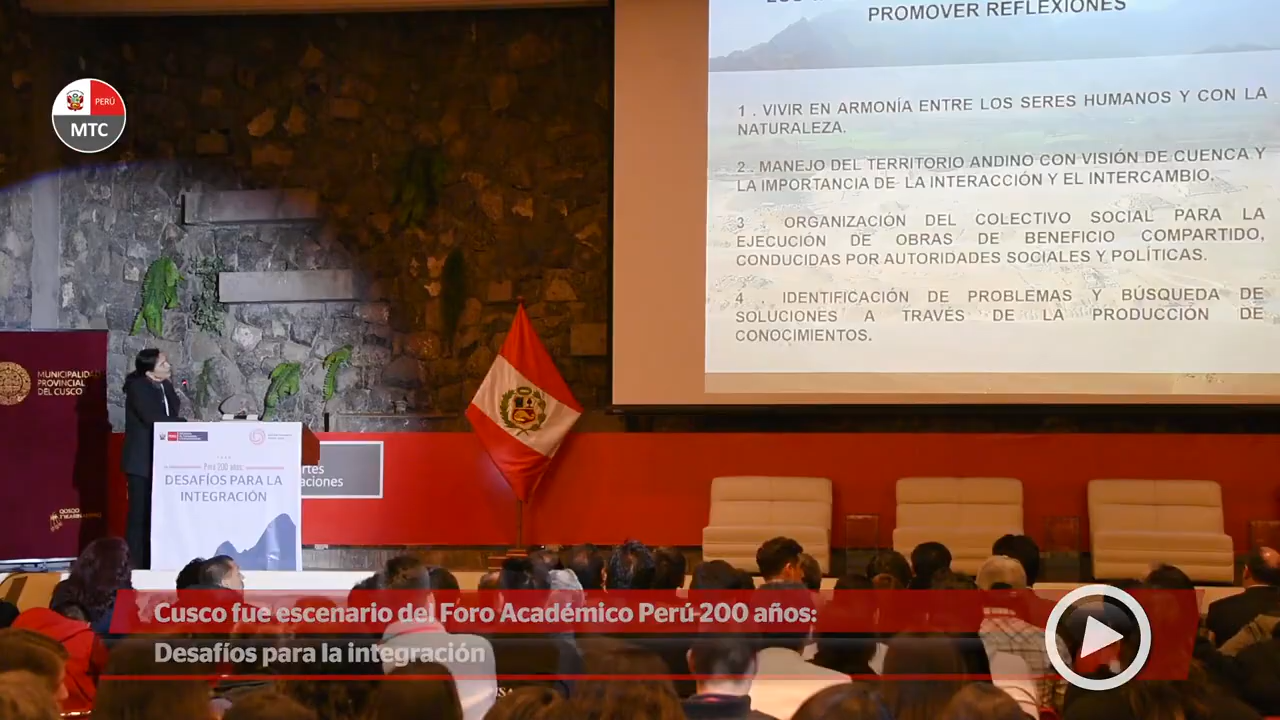 PROMOVER REFLEXIONES
1 . VIVIR EN ARMONÍA ENTRE LOS SERES HUMANOS Y CON LA
NATURALEZA.
2 . MANEJO DEL TERRITORIO ANDINO CON VISIÓN DE CUENCA Y
LA IMPORTANCIA DE LA INTERACCIÓN Y EL INTERCAMBIO.
3 . ORGANIZACIÓN DEL COLECTIVO SOCIAL PARA LA
EJECUCIÓN DE OBRAS DE BENEFICIO COMPARTIDO,
CONDUCIDAS POR AUTORIDADES SOCIALES Y POLÍTICAS.
4 . IDENTIFICACIÓN DE PROBLEMAS Y BÚSQUEDA DE
SOLUCIONES A TRAVÉS DE LA PRODUCCIÓN DE
CONOCIMIENTOS.
PERÚ
MTC
MUNICIPALIDAD
PROVINCIAL
DEL CUSCO
QOSQO
Perú 200 años:
DESAFÍOS PARA LA
INTEGRACIÓN
Cusco fue escenario del Foro Académico Perú-200 años:
Desafíos para la integración